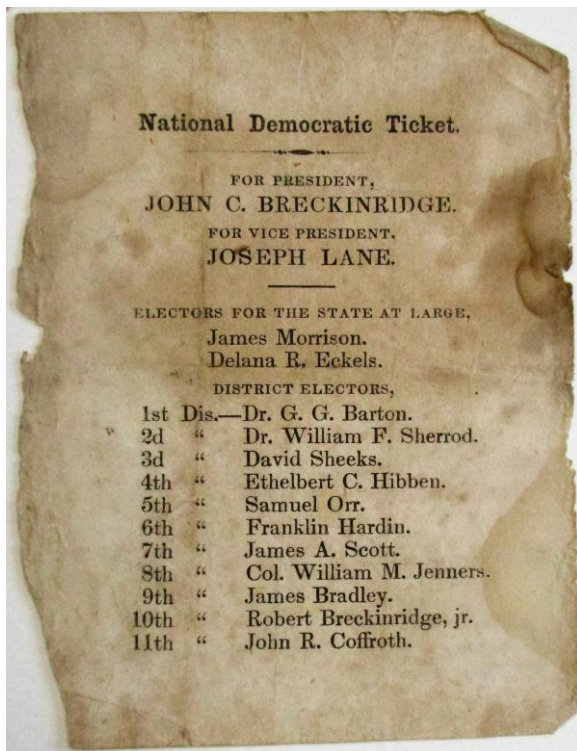 National Democratic Ticket.
FOR PRESIDENT,
JOHN C. BRECKINRIDGE.
FOR VICE PRESIDENT.
JOSEPH LANE.
ELECTORS FOR THE STATE AT LARGE,
James Morrison.
Delana R. Eckels.
DISTRICT ELECTORS,
1st Dis.—Dr. G. G. Barton.
2d “ Dr. William F. Sherrod.
3d “ David Sheeks.
4th “ Ethelbert C. Hibben.
5th “ Samuel Orr.
6th “ Franklin Hardin.
7th “ James A. Scott.
8th “ Col. William M. Jenners.
9th “ James Bradley.
10th “ Robert Breckinridge, jr.
11th “ John R. Coffroth.